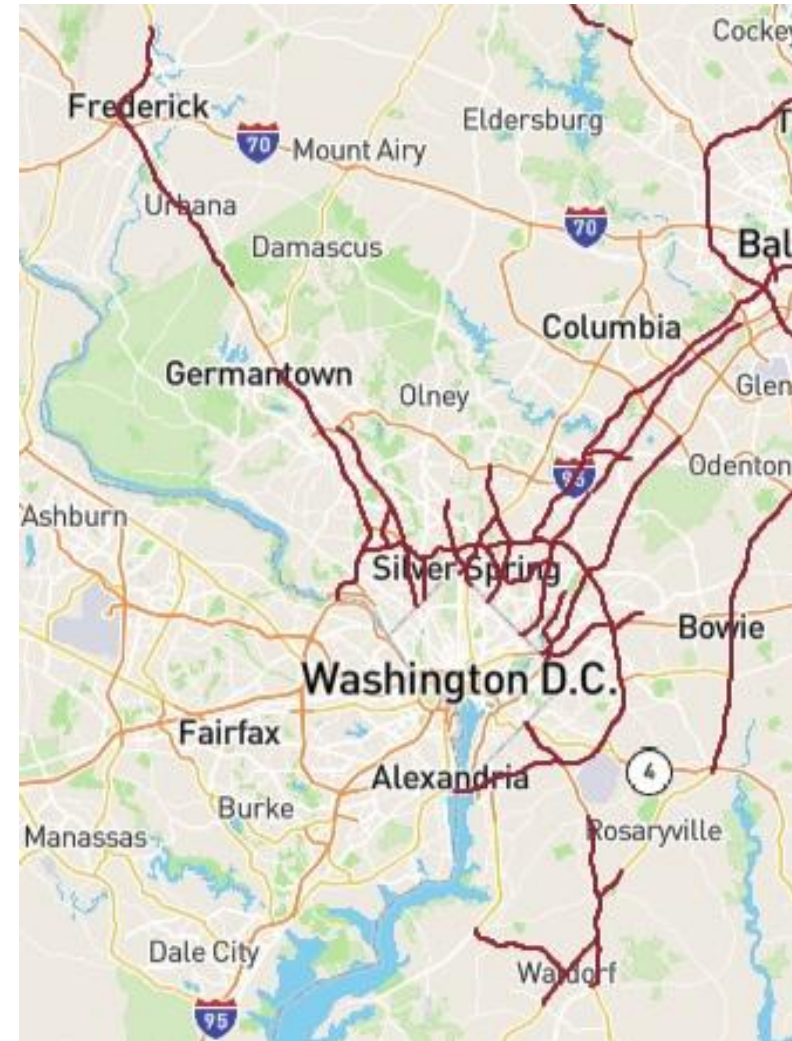 Cockey
Frederick
Eldersburg
70
Mount Airy
T
Urbana
70
Damascus
Bal
Columbia
Germantown
Glen
Olney
95
Odenton
Ashburn
Silver Spring
Bowie
Washington D.C.
Fairfax
4
Alexandria
Burke
Rosaryville
Manassas
Dale City
Waldorf
95